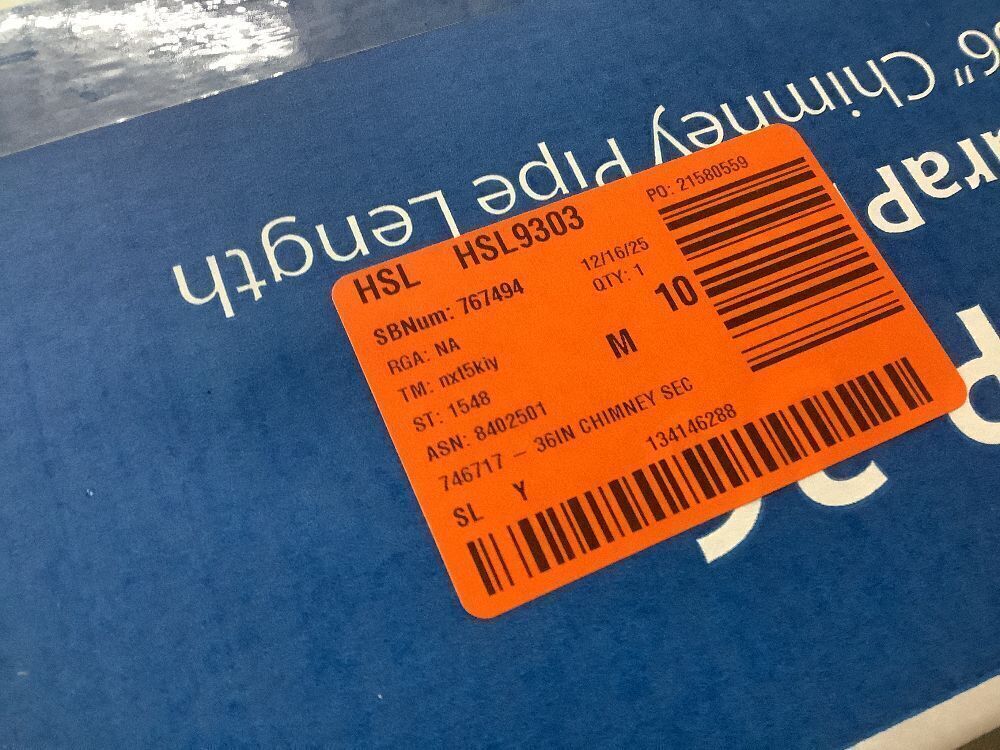 36" Chimney Pipe Length
HSL HSL9303
PO: 21580559
SBNum: 767494
12/16/25
RGA: NA
QTY: 1
TM: nxt5kiy
M
10
ST: 1548
ASN: 8402501
746717 – 36IN CHIMNEY SEC
SL Y
134146288